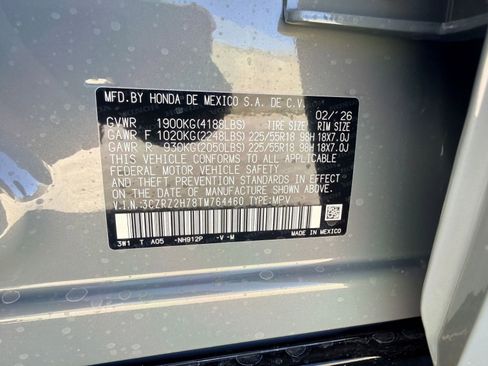 MFD.BY HONDA DE MEXICO S.A. DE C.V.
02/'26
GVWR 1900KG(4188LBS) TIRE SIZE RIM SIZE
GAWR F 1020KG(2248LBS) 225/55R18 98H 18X7.0J
GAWR R 930KG(2050LBS) 225/55R18 98H 18X7.0J
THIS VEHICLE CONFORMS TO ALL APPLICABLE
FEDERAL MOTOR VEHICLE SAFETY
AND THEFT PREVENTION STANDARDS IN EFFECT
ON THE DATE OF MANUFACTURE SHOWN ABOVE.
V.I.N.:3CZRZ2H78TM764460 TYPE:MPV
3W1 T A05 -NH912P -V -M MADE IN MEXICO